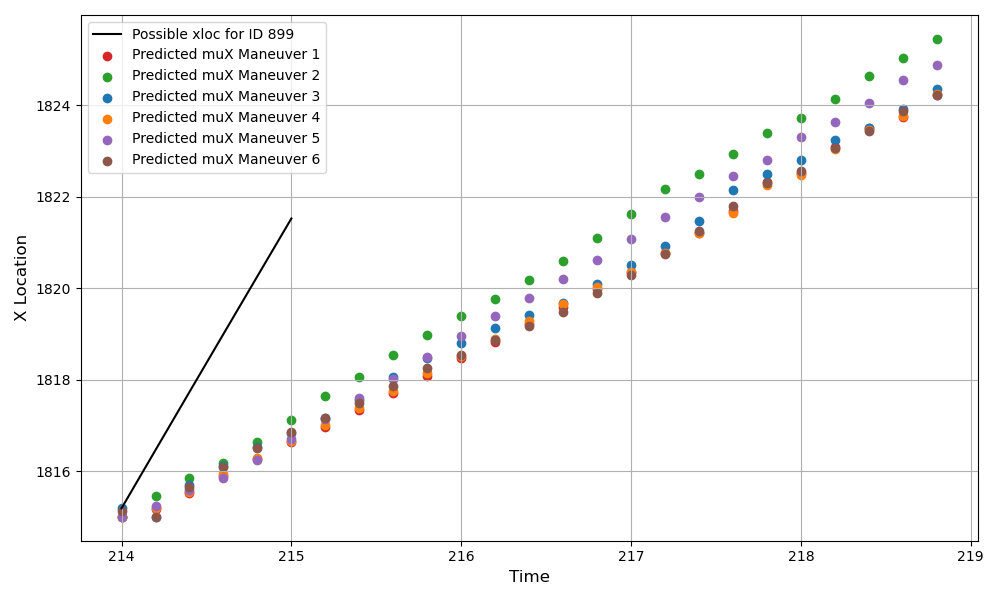 Possible xloc for ID 899
Predicted muX Maneuver 1
Predicted muX Maneuver 2
Predicted muX Maneuver 3
Predicted muX Maneuver 4
Predicted muX Maneuver 5
Predicted muX Maneuver 6
1824
1822
1820
1818
1816
X Location
214 215 216 217 218 219
Time